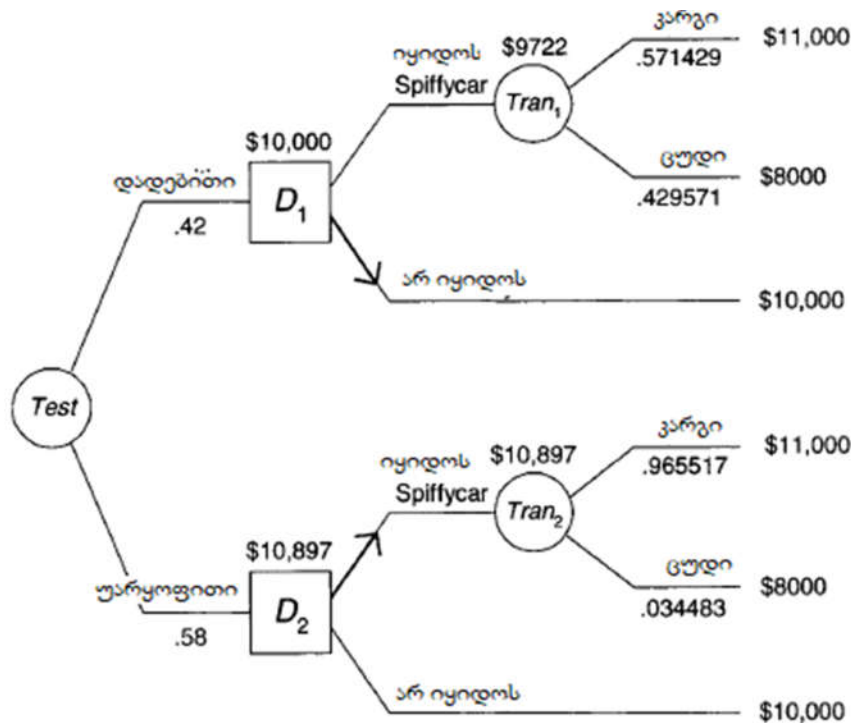 კარგი
$11,000
.571429
იყიდოს
Spiffycar
$9722
Tran1
ცუდი
$8000
.429571
$10,000
დადებითი
.42
D1
არ იყიდოს
$10,000
Test
კარგი
$11,000
.965517
იყიდოს
Spiffycar
$10,897
Tran2
ცუდი
$8000
.034483
$10,897
უარყოფითი
.58
D2
არ იყიდოს
$10,000